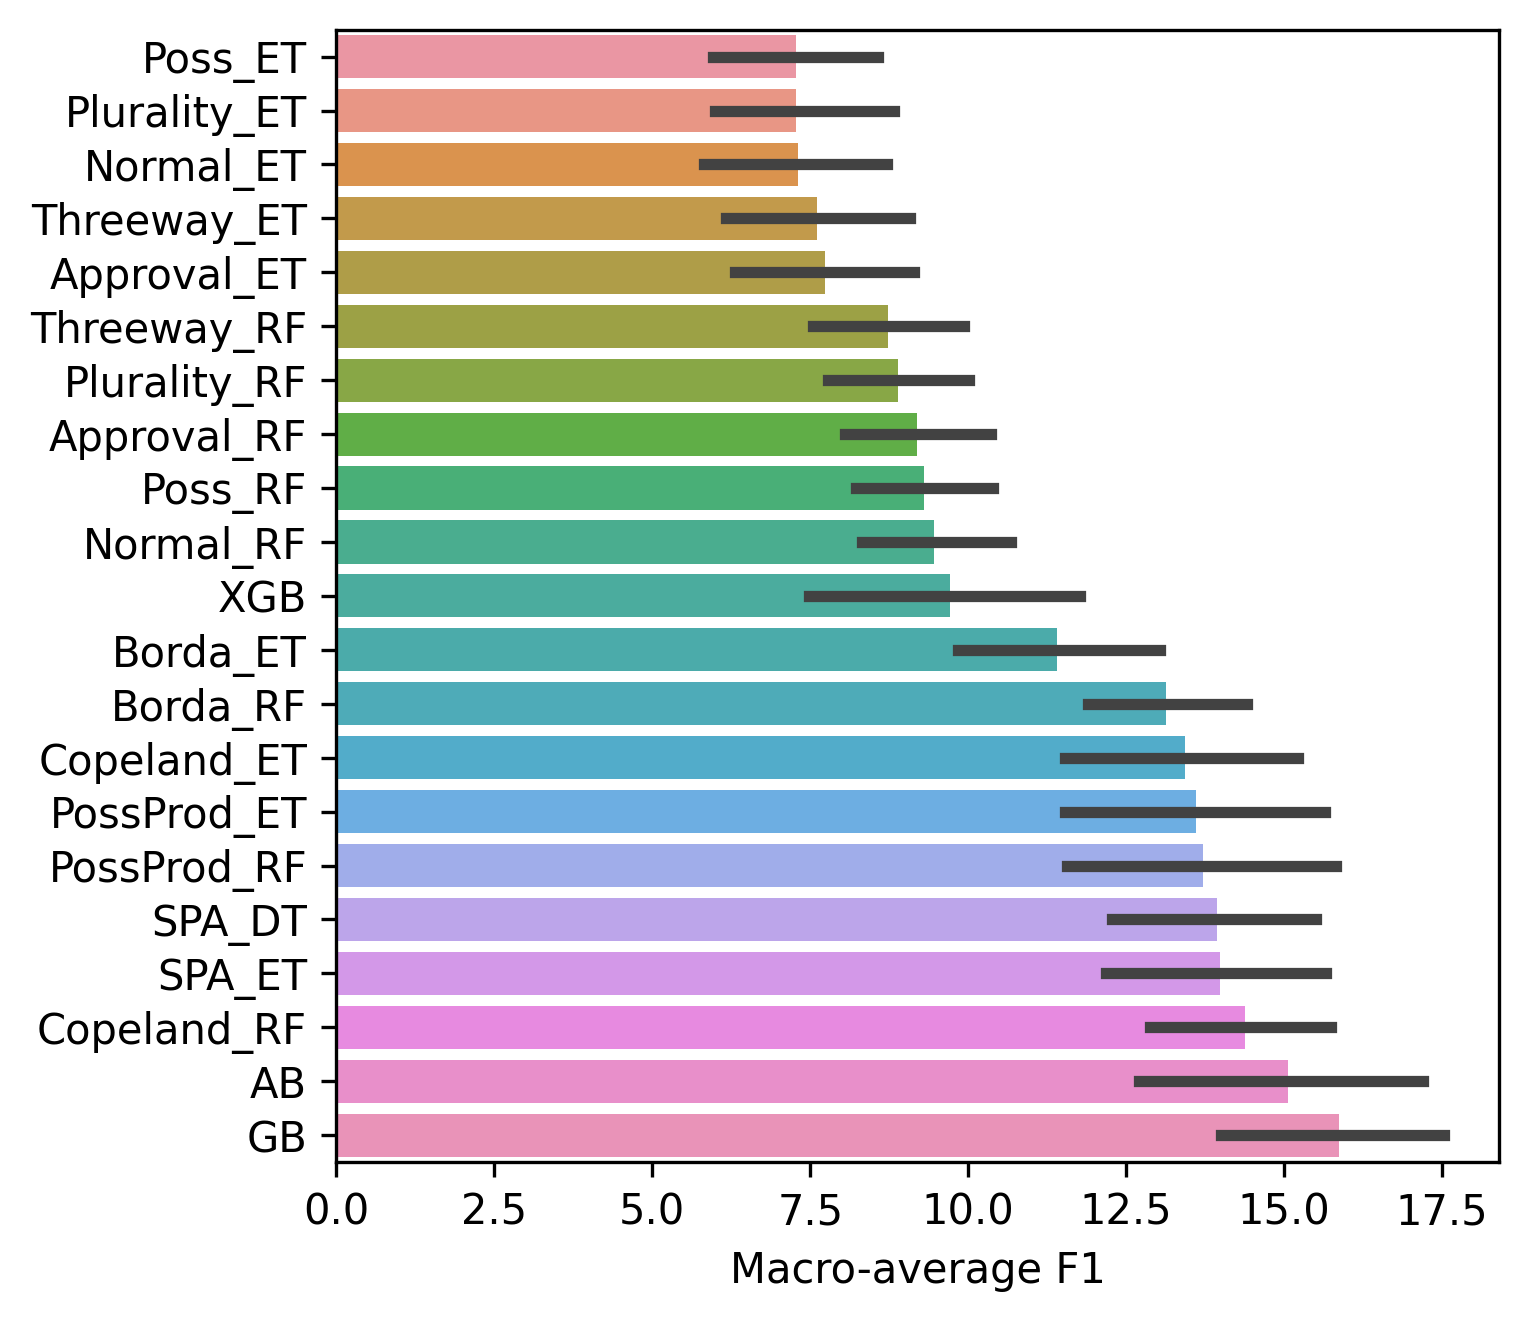 Poss_ET
Plurality_ET
Normal_ET
Threeway_ET
Approval_ET
Threeway_RF
Plurality_RF
Approval_RF
Poss_RF
Normal_RF
XGB
Borda_ET
Borda_RF
Copeland_ET
PossProd_ET
PossProd_RF
SPA_DT
SPA_ET
Copeland_RF
AB
GB
0.0 2.5 5.0 7.5 10.0 12.5 15.0 17.5
Macro-average F1